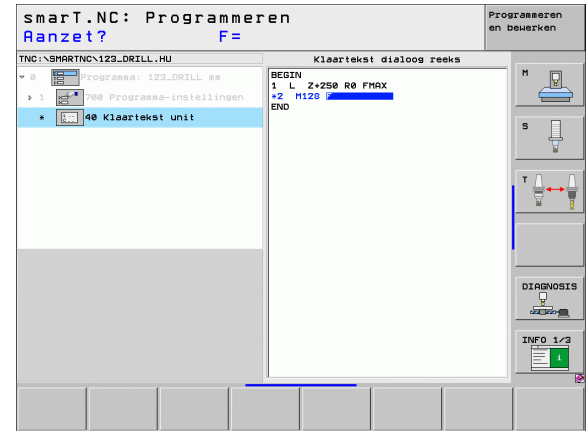 smarT.NC: Programmeren
Aanzet? F=
Programmeren
en bewerken
TNC:\SMARTNC\123_DRILL.HU
0 Programma: 123_DRILL mm
1 700 Programma-instellingen
* 40 Klaartekst unit
Klaartekst dialoog reeks
BEGIN
1 L Z+250 R0 FMAX
*2 M128 F
END
M
S
T
DIAGNOSIS
INFO 1/3
i